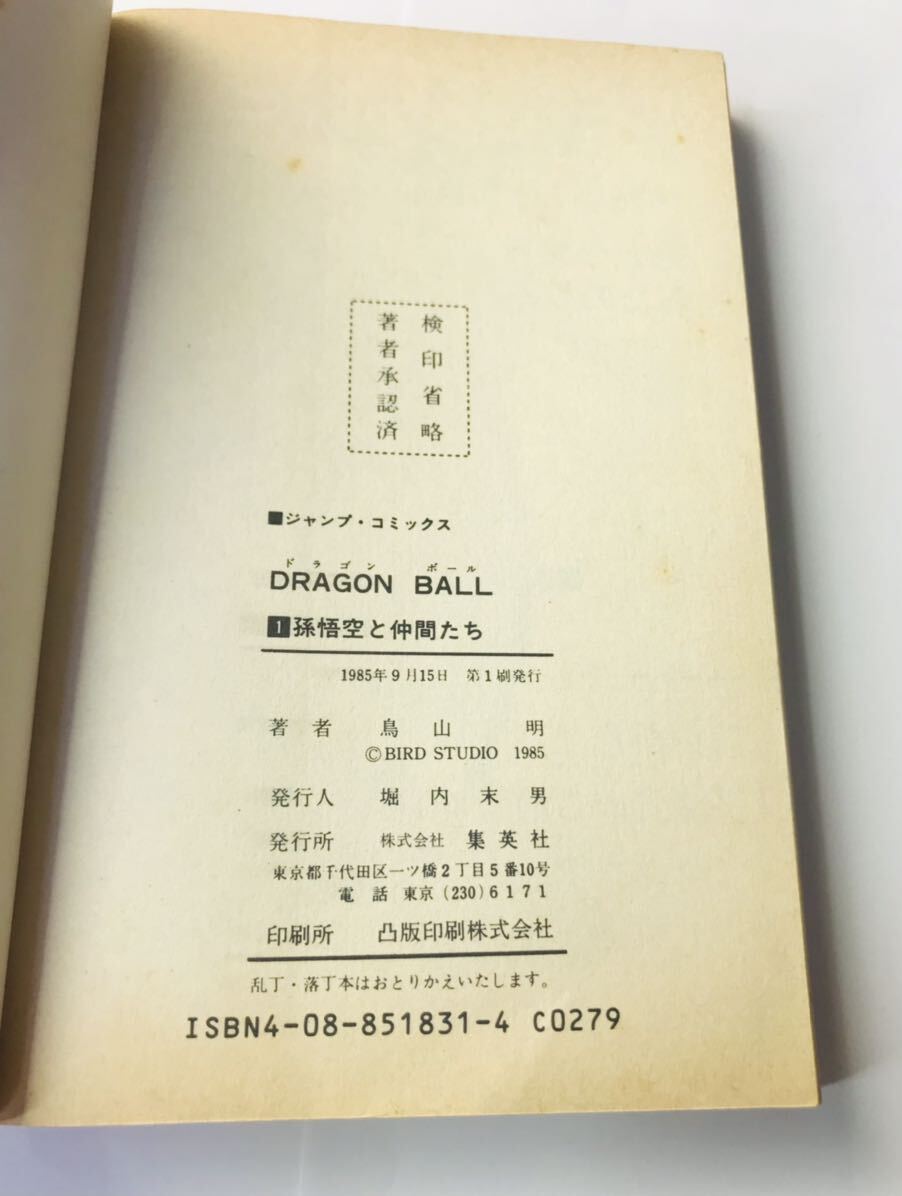 検印省略
著者承認済
■ジャンプ・コミックス
ドラゴン ボール
DRAGON BALL
1孫悟空と仲間たち
1985年9月15日 第1刷発行
著者 鳥山明
©BIRD STUDIO 1985
発行人 堀内末男
発行所 株式会社 集英社
東京都千代田区一ツ橋2丁目5番10号
電話 東京(230)6171
印刷所 凸版印刷株式会社
乱丁・落丁本はおとりかえいたします。
ISBN4-08-851831-4 C0279